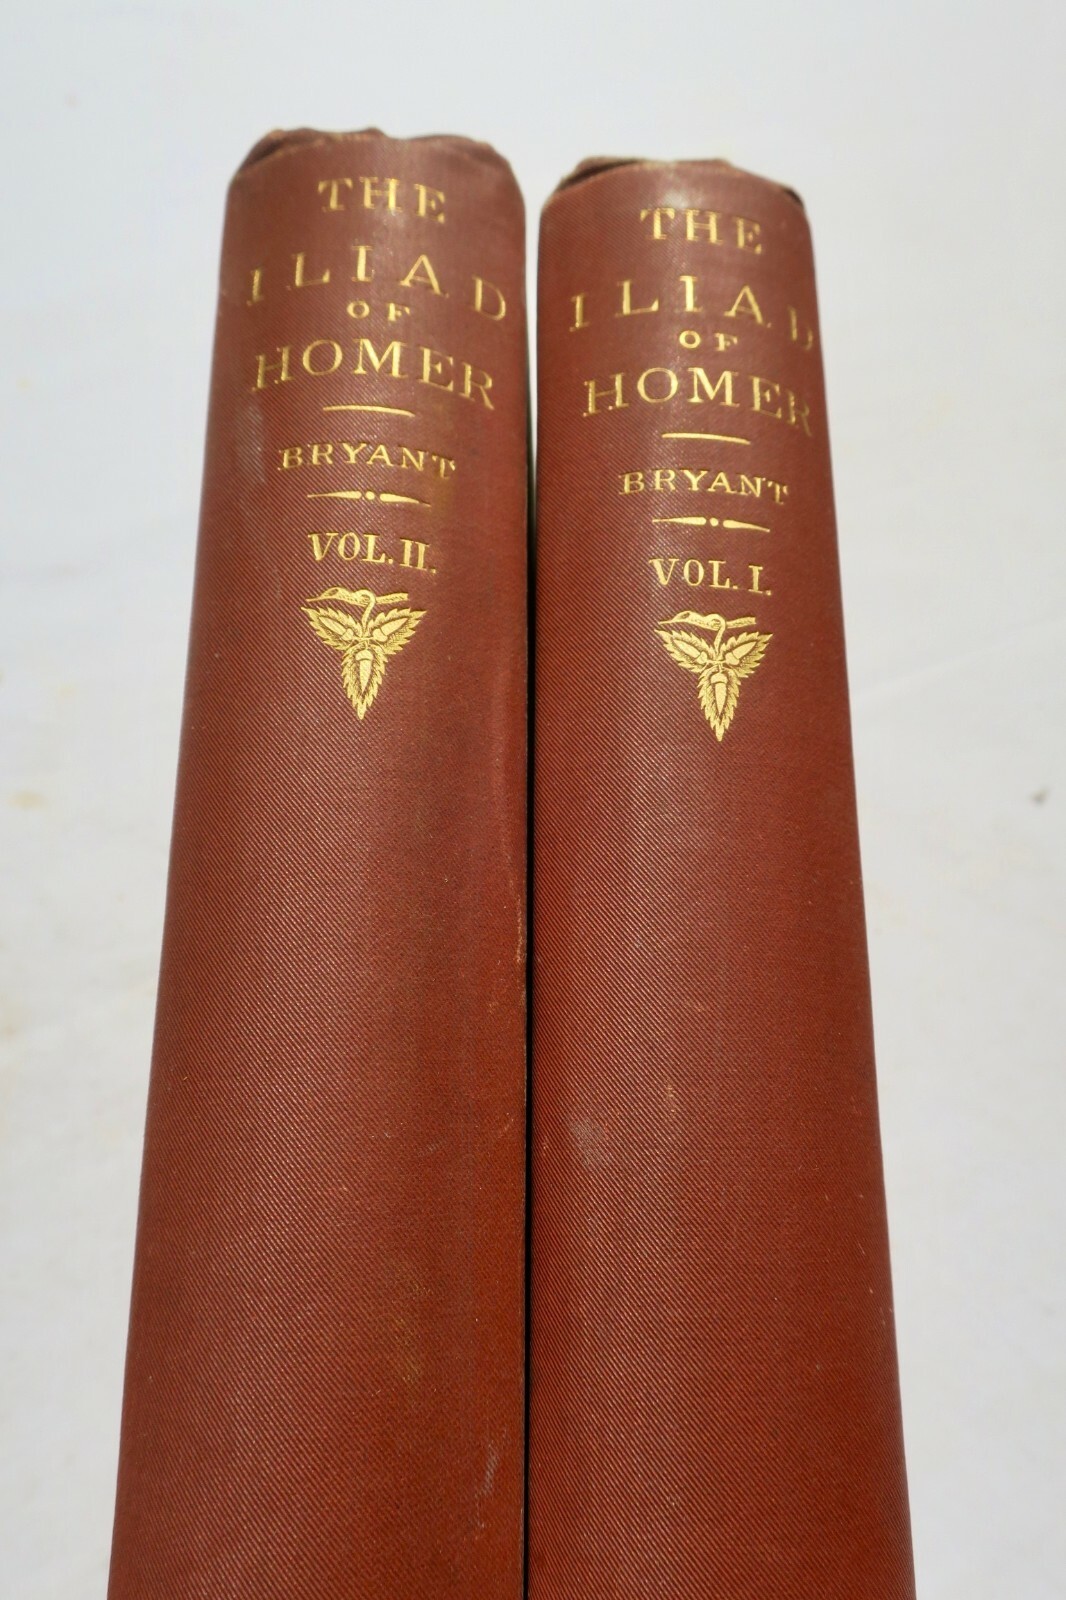 THE
ILIAD
OF
HOMER
BRYANT
VOL. II.
THE
ILIAD
OF
HOMER
BRYANT
VOL. I.